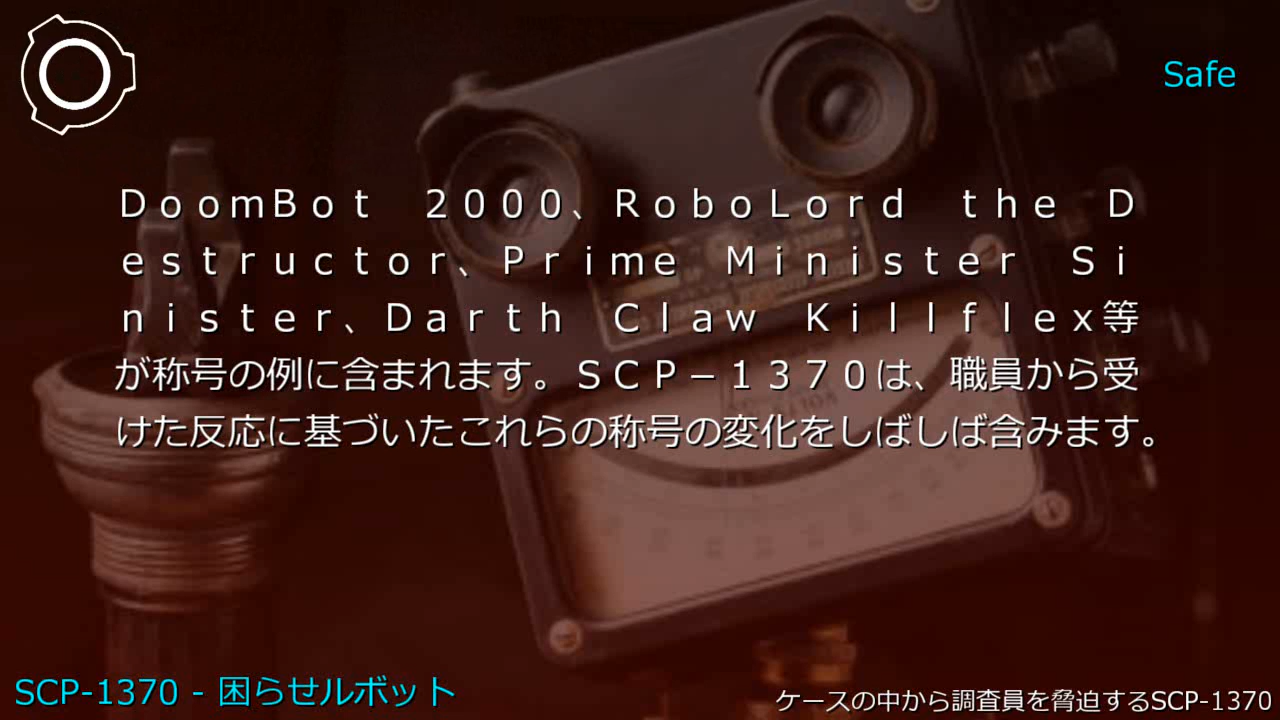 Safe
DoomBot 2000、RoboLord the D
estructor、Prime Minister Si
nister、Darth Claw Killflex等
が称号の例に含まれます。SCP－1370は、職員から受
けた反応に基づいたこれらの称号の変化をしばしば含みます。
SCP-1370 - 困らせルボット
ケースの中から調査員を脅迫するSCP-1370